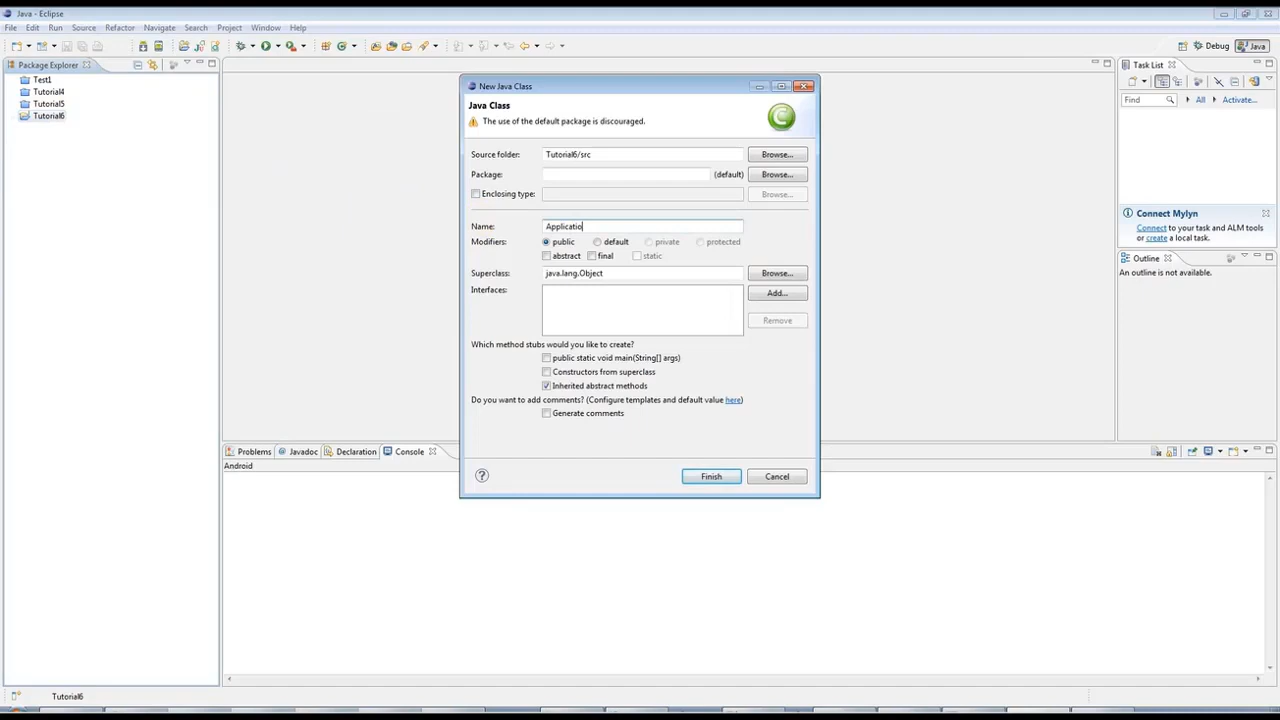 Java - Eclipse
File Edit Run Source Refactor Navigate Search Project Window Help
Debug Java
Package Explorer
Test1
Tutorial4
Tutorial5
Tutorial6
New Java Class
Java Class
The use of the default package is discouraged.
Source folder: Tutorial6/src Browse...
Package: (default) Browse...
Enclosing type: Browse...
Name: Applicatio
Modifiers: public default private protected
abstract final static
Superclass: java.lang.Object Browse...
Interfaces: Add...
Remove
Which method stubs would you like to create?
public static void main(String[] args)
Constructors from superclass
Inherited abstract methods
Do you want to add comments? (Configure templates and default value here)
Generate comments
Finish Cancel
Task List
Find All Activate...
Connect Mylyn
Connect to your task and ALM tools
or create a local task.
Outline
An outline is not available.
Problems Javadoc Declaration Console
Android
Tutorial6